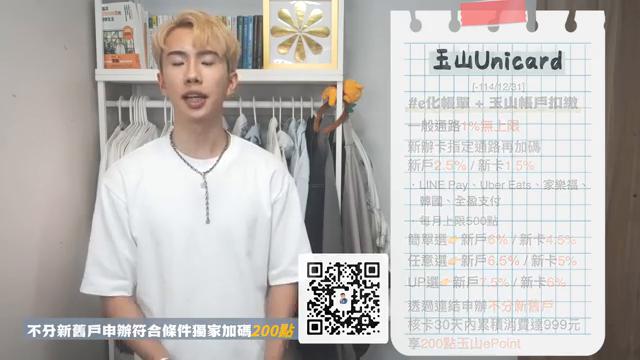 玉山Unicard
[-114/12/31]
#e化帳單 + 玉山帳戶扣繳
一般通路1%無上限
新辦卡指定通路再加碼
新戶2.5% / 新卡1.5%
· LINE Pay、Uber Eats、家樂福、
韓國、全盈支付
· 每月上限500點
簡單選👉新戶6% / 新卡4.5%
任意選👉新戶6.5% / 新卡5%
UP選👉新戶7.5% / 新卡6%
透過連結申辦不分新舊戶
核卡30天內累積消費達999元
享200點玉山ePoint
不分新舊戶申辦符合條件獨家加碼200點